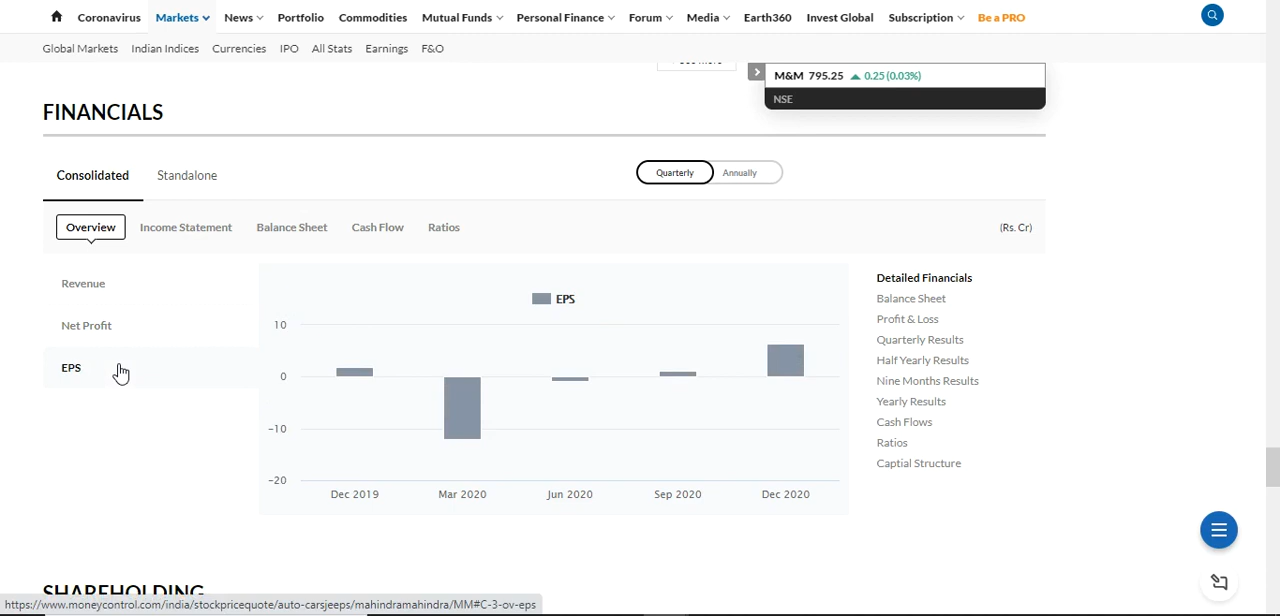 Coronavirus Markets News Portfolio Commodities Mutual Funds Personal Finance Forum Media Earth360 Invest Global Subscription Be a PRO
Global Markets Indian Indices Currencies IPO All Stats Earnings F&O
M&M 795.25 0.25 (0.03%)
NSE
FINANCIALS
Consolidated Standalone
Quarterly Annually
Overview Income Statement Balance Sheet Cash Flow Ratios (Rs. Cr)
Revenue
Net Profit
EPS
EPS
10
0
−10
−20
Dec 2019 Mar 2020 Jun 2020 Sep 2020 Dec 2020
Detailed Financials
Balance Sheet
Profit & Loss
Quarterly Results
Half Yearly Results
Nine Months Results
Yearly Results
Cash Flows
Ratios
Captial Structure
SHAREHOLDING
https://www.moneycontrol.com/india/stockpricequote/auto-carsjeeps/mahindramahindra/MM#C-3-ov-eps